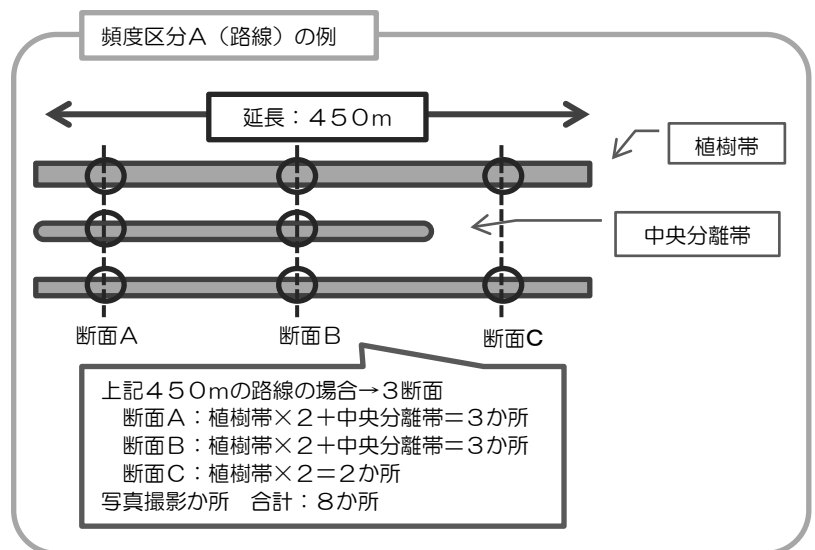 頻度区分A（路線）の例
延長：４５０ｍ
植樹帯
中央分離帯
断面A
断面B
断面C
上記４５０ｍの路線の場合→３断面
断面A：植樹帯×２＋中央分離帯＝３か所
断面B：植樹帯×２＋中央分離帯＝３か所
断面C：植樹帯×２＝２か所
写真撮影か所　合計：８か所